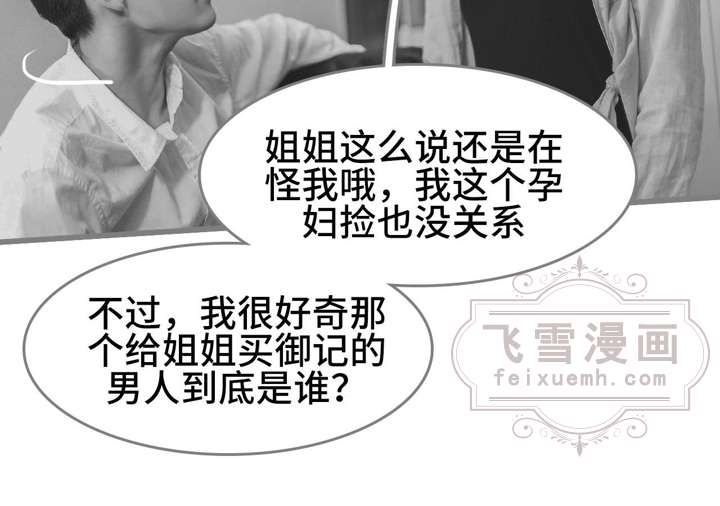 姐姐这么说还是在
怪我哦，我这个孕
妇捡也没关系
不过，我很好奇那
个给姐姐买御记的
男人到底是谁？
飞雪漫画
feixuemh.com